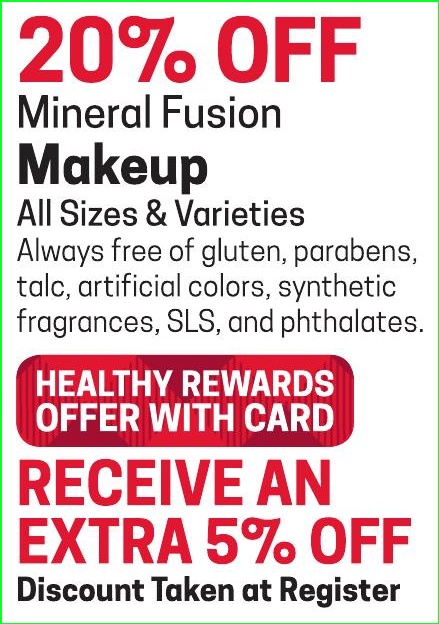 20% OFF
Mineral Fusion
Makeup
All Sizes & Varieties
Always free of gluten, parabens,
talc, artificial colors, synthetic
fragrances, SLS, and phthalates.
HEALTHY REWARDS
OFFER WITH CARD
RECEIVE AN
EXTRA 5% OFF
Discount Taken at Register